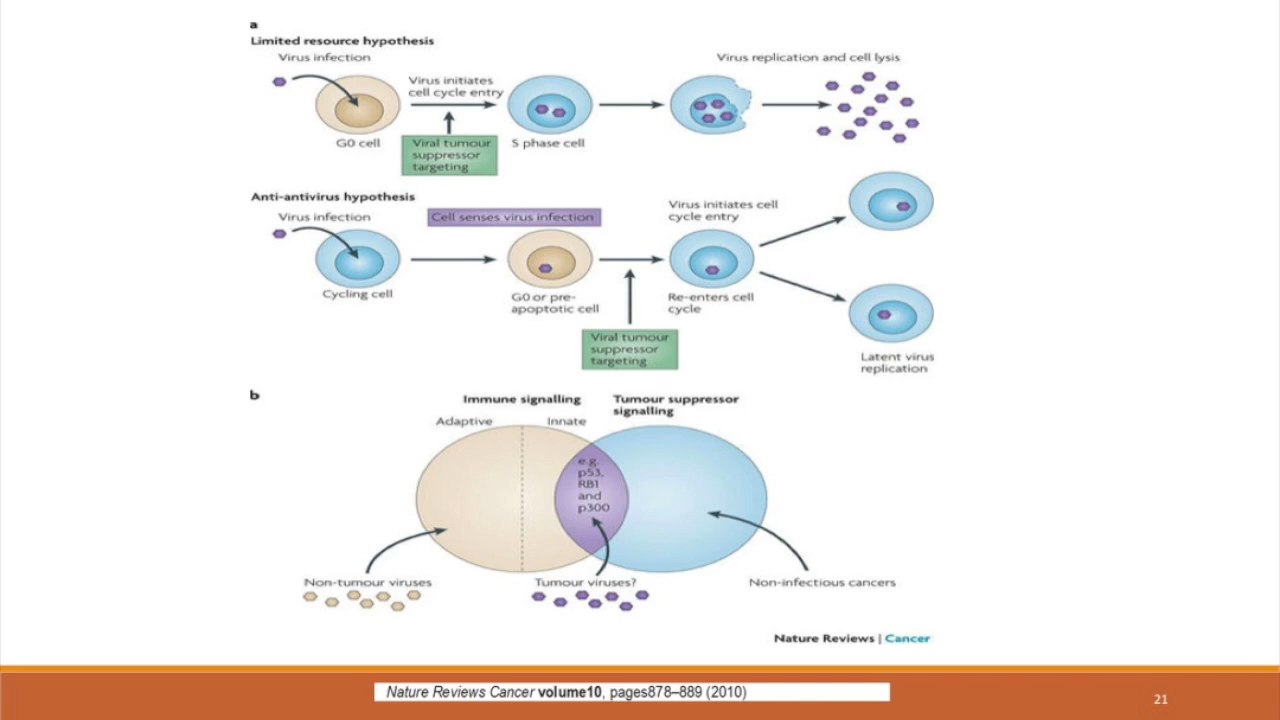 a
Limited resource hypothesis
Virus infection
Virus replication and cell lysis
Virus initiates
cell cycle entry
G0 cell
Viral tumour
suppressor
targeting
S phase cell
Anti-antivirus hypothesis
Virus infection
Cell senses virus infection
Virus initiates cell
cycle entry
Cycling cell
G0 or pre-
apoptotic cell
Re-enters cell
cycle
Viral tumour
suppressor
targeting
Latent virus
replication
b
Immune signalling
Tumour suppressor
signalling
Adaptive
Innate
e.g.
p53,
RB1
and
p300
Non-tumour viruses
Tumour viruses?
Non-infectious cancers
Nature Reviews | Cancer
Nature Reviews Cancer volume10, pages878–889 (2010)
21